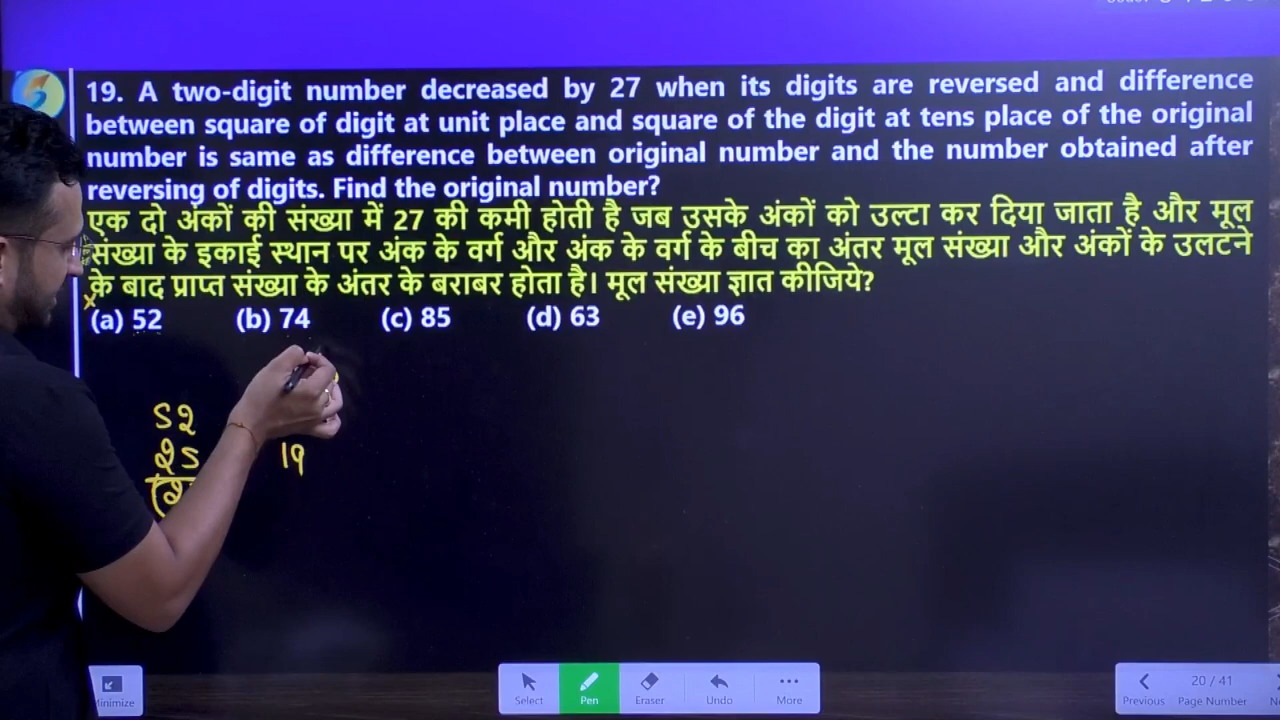 19. A two-digit number decreased by 27 when its digits are reversed and difference
between square of digit at unit place and square of the digit at tens place of the original
number is same as difference between original number and the number obtained after
reversing of digits. Find the original number?
एक दो अंकों की संख्या में 27 की कमी होती है जब उसके अंकों को उल्टा कर दिया जाता है और मूल
संख्या के इकाई स्थान पर अंक के वर्ग और अंक के वर्ग के बीच का अंतर मूल संख्या और अंकों के उलटने
के बाद प्राप्त संख्या के अंतर के बराबर होता है। मूल संख्या ज्ञात कीजिये?
(a) 52 (b) 74 (c) 85 (d) 63 (e) 96
52
25 19
Minimize Select Pen Eraser Undo More Previous 20 / 41 Page Number